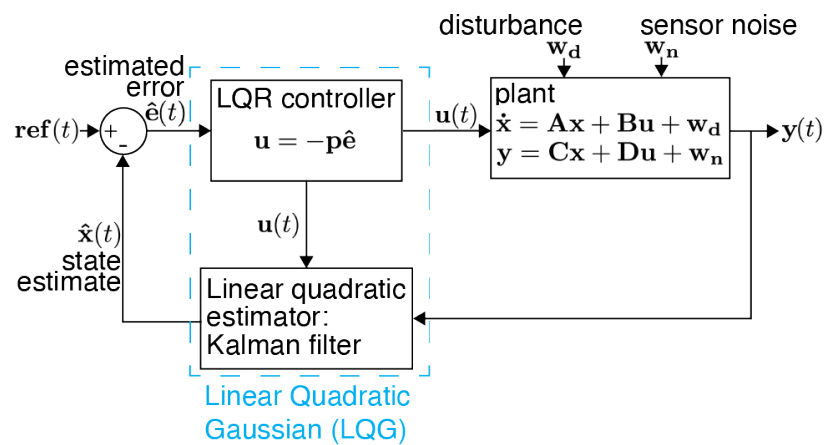 disturbance
w_d
sensor noise
w_n
estimated
error
ê(t)
ref(t)
+
-
LQR controller
u = −pê
u(t)
plant
ẋ = Ax + Bu + w_d
y = Cx + Du + w_n
y(t)
u(t)
x̂(t)
state
estimate
Linear quadratic
estimator:
Kalman filter
Linear Quadratic
Gaussian (LQG)